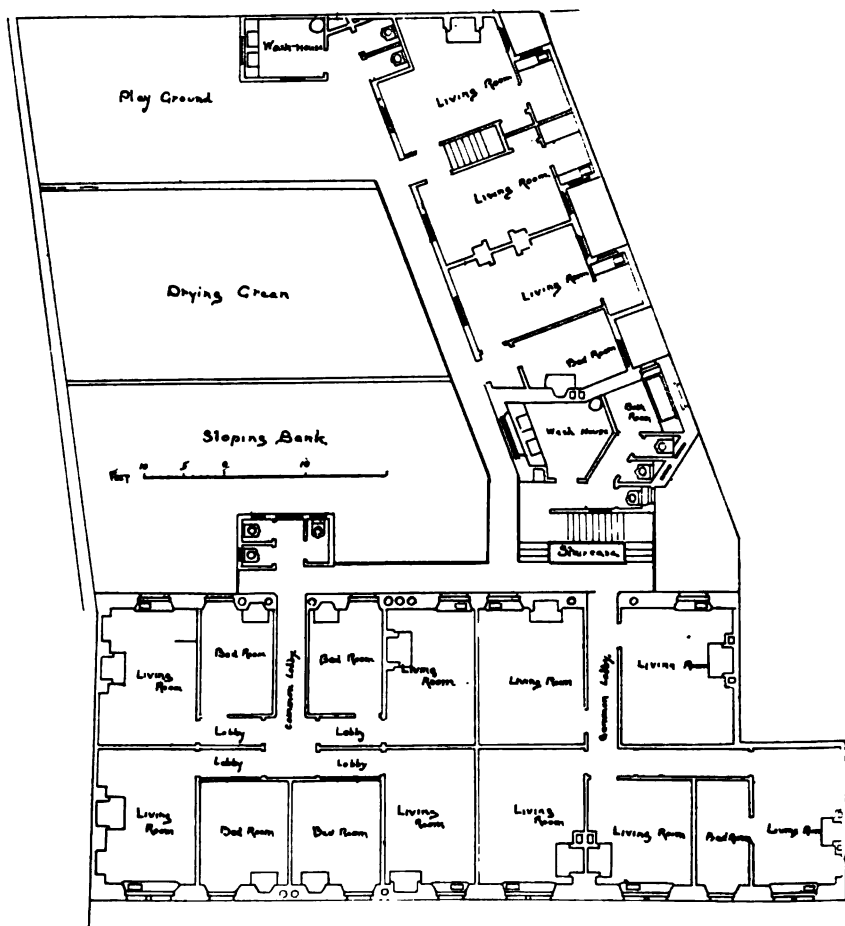 Wash-House
Play Ground
Living Room
Living Room
Drying Green
Living Room
Bed Room
Bath Room
Wash House
Sloping Bank
Feet 10 5 0 10
Staircase
Bed Room
Bed Room
Common Lobby
Common Lobby
Living Room
Living Room
Living Room
Living Room
Lobby
Lobby
Lobby
Lobby
Living Room
Bed Room
Bed Room
Living Room
Living Room
Living Room
Bed Room
Living Room